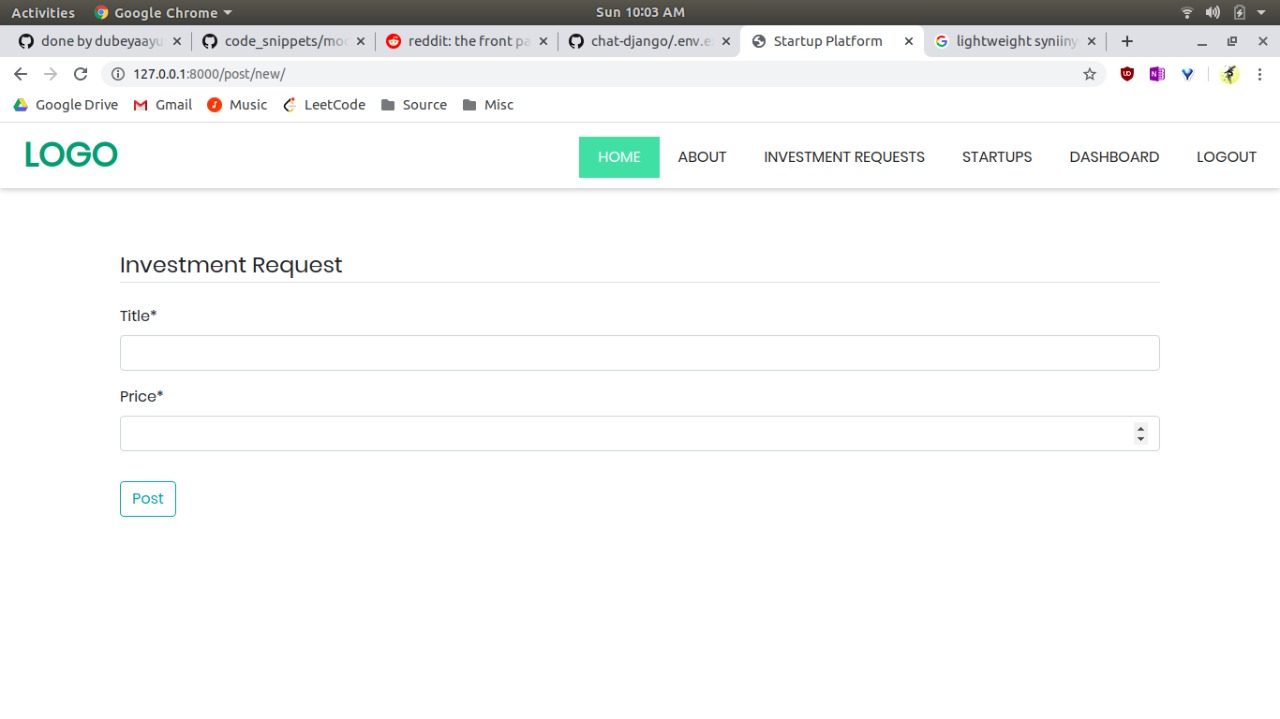 Activities Google Chrome Sun 10:03 AM
done by dubeyaayu code_snippets/mo reddit: the front pa chat-django/.env.e Startup Platform lightweight syniiny
127.0.0.1:8000/post/new/
Google Drive Gmail Music LeetCode Source Misc
LOGO HOME ABOUT INVESTMENT REQUESTS STARTUPS DASHBOARD LOGOUT
Investment Request
Title*
Price*
Post